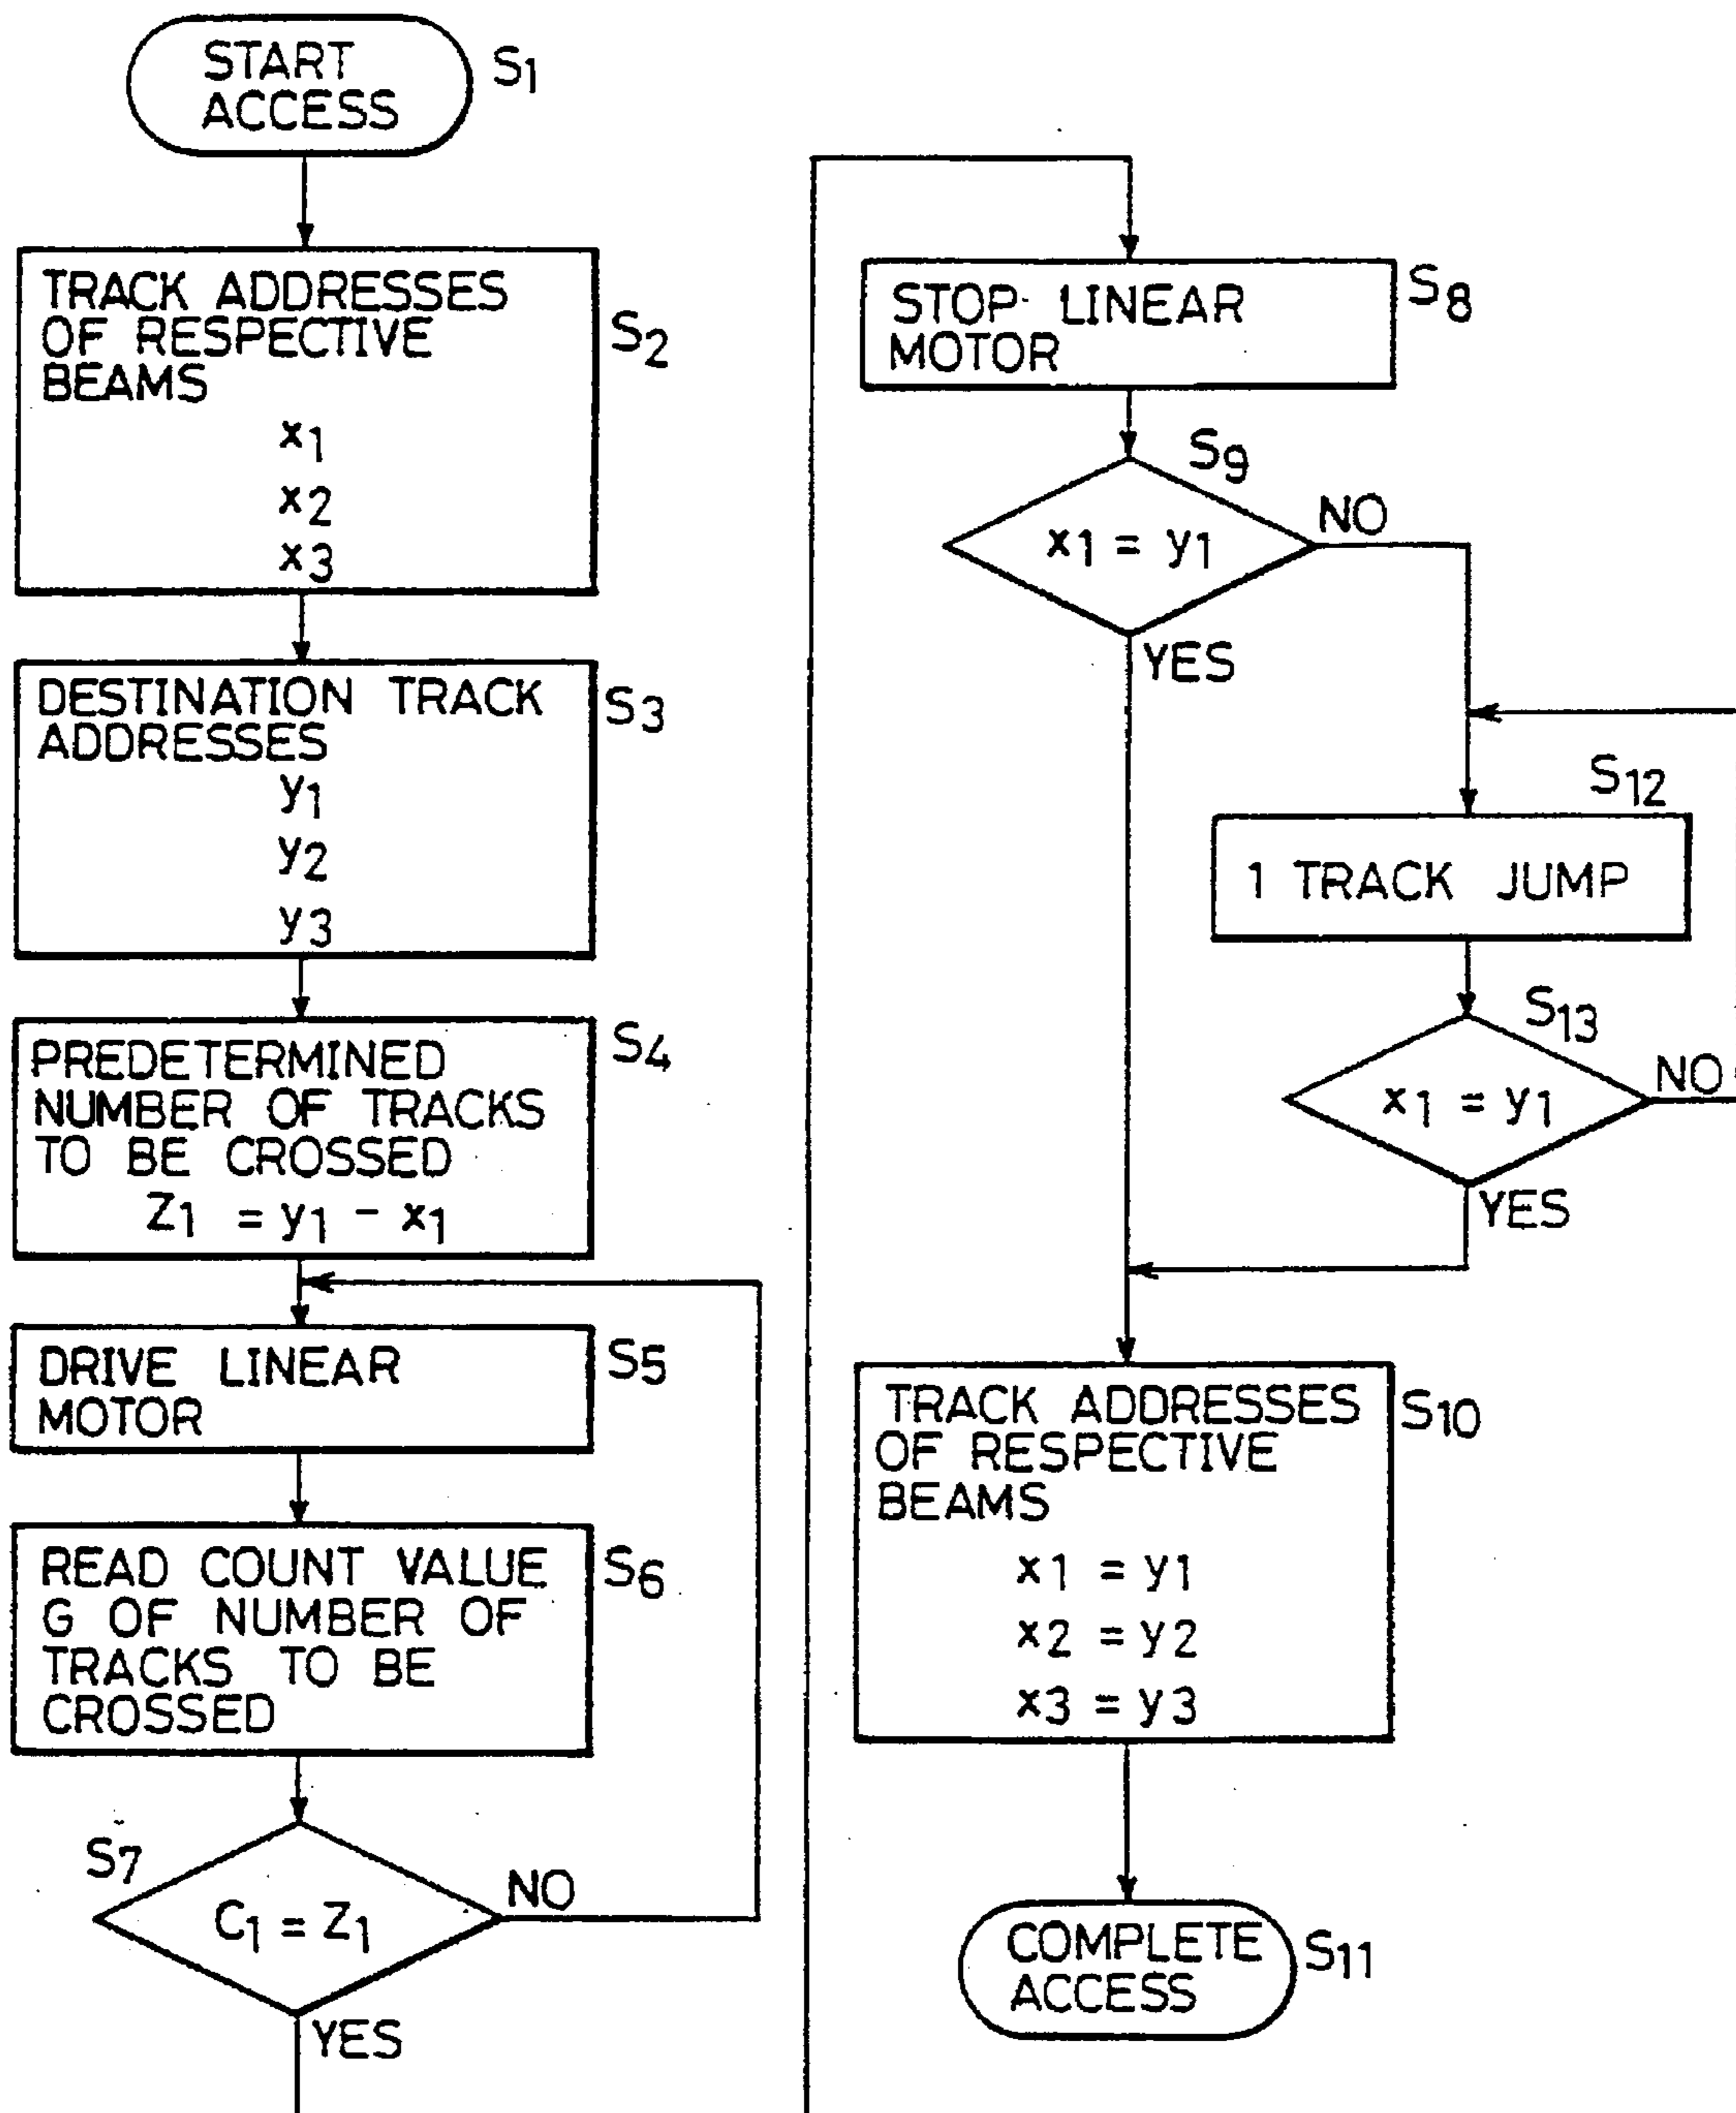 START
ACCESS
S1
TRACK ADDRESSES
OF RESPECTIVE
BEAMS
x1
x2
x3
S2
DESTINATION TRACK
ADDRESSES
y1
y2
y3
S3
PREDETERMINED
NUMBER OF TRACKS
TO BE CROSSED
Z1 = y1 - x1
S4
DRIVE LINEAR
MOTOR
S5
READ COUNT VALUE
G OF NUMBER OF
TRACKS TO BE
CROSSED
S6
S7
C1 = Z1
NO
YES
STOP LINEAR
MOTOR
S8
S9
x1 = y1
NO
YES
S12
1 TRACK JUMP
S13
x1 = y1
NO
YES
TRACK ADDRESSES
OF RESPECTIVE
BEAMS
x1 = y1
x2 = y2
x3 = y3
S10
COMPLETE
ACCESS
S11